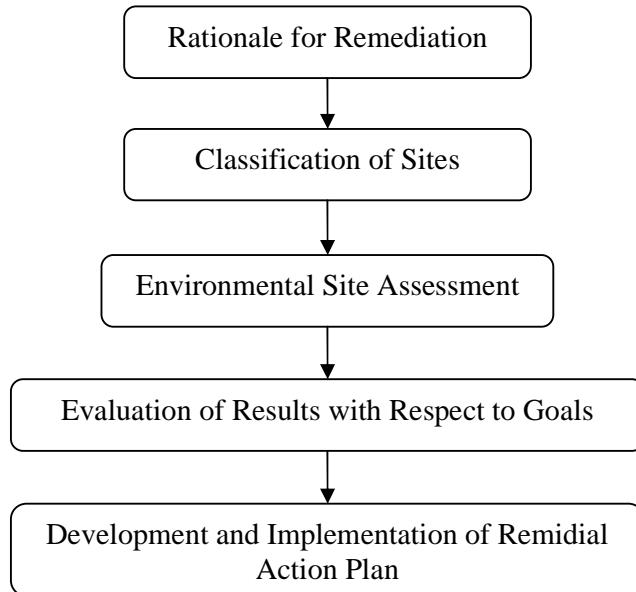 Rationale for Remediation
Classification of Sites
Environmental Site Assessment
Evaluation of Results with Respect to Goals
Development and Implementation of Remidial
Action Plan